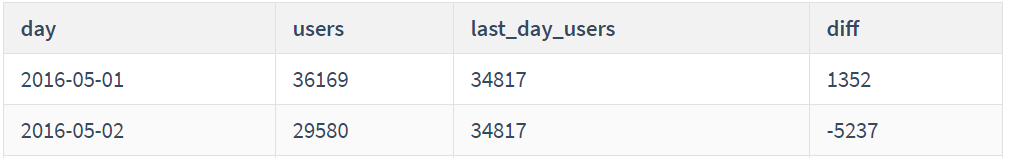 day users last_day_users diff
2016-05-01 36169 34817 1352
2016-05-02 29580 34817 -5237